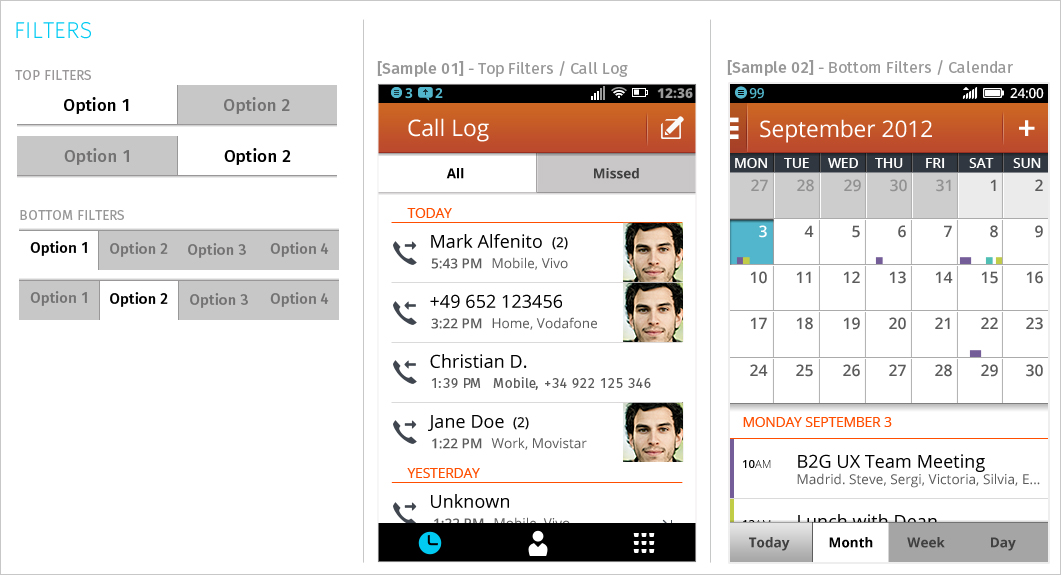 FILTERS
TOP FILTERS
Option 1 Option 2
Option 1 Option 2
BOTTOM FILTERS
Option 1 Option 2 Option 3 Option 4
Option 1 Option 2 Option 3 Option 4
[Sample 01] - Top Filters / Call Log
3 2 12:36
Call Log
All Missed
TODAY
Mark Alfenito (2)
5:43 PM Mobile, Vivo
+49 652 123456
3:22 PM Home, Vodafone
Christian D.
1:39 PM Mobile, +34 922 125 346
Jane Doe (2)
1:22 PM Work, Movistar
YESTERDAY
Unknown
1:22 PM Mobile, Vivo
[Sample 02] - Bottom Filters / Calendar
99 24:00
September 2012 +
MON TUE WED THU FRI SAT SUN
27 28 29 30 31 1 2
3 4 5 6 7 8 9
10 11 12 13 14 15 16
17 18 19 20 21 22 23
24 25 26 27 28 29 30
MONDAY SEPTEMBER 3
10AM B2G UX Team Meeting
Madrid. Steve, Sergi, Victoria, Silvia, E...
Lunch with Dean
Today Month Week Day